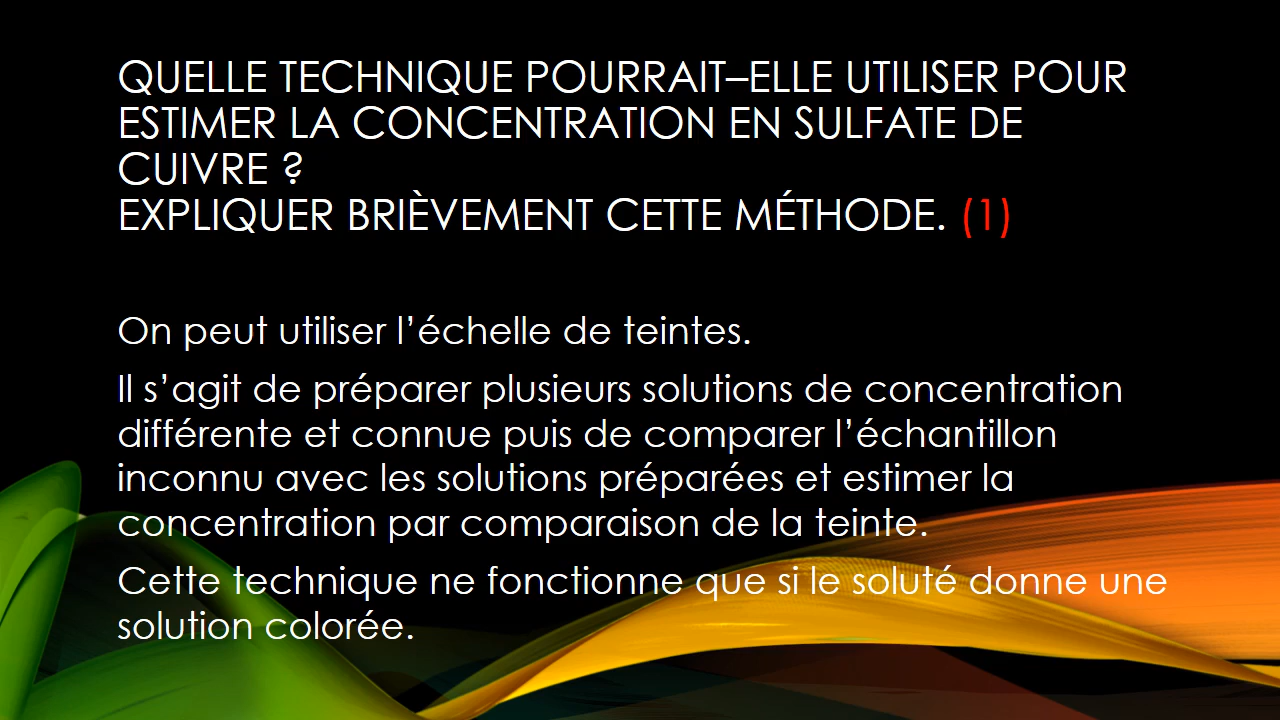 QUELLE TECHNIQUE POURRAIT–ELLE UTILISER POUR
ESTIMER LA CONCENTRATION EN SULFATE DE
CUIVRE ?
EXPLIQUER BRIÈVEMENT CETTE MÉTHODE. (1)
On peut utiliser l’échelle de teintes.
Il s’agit de préparer plusieurs solutions de concentration
différente et connue puis de comparer l’échantillon
inconnu avec les solutions préparées et estimer la
concentration par comparaison de la teinte.
Cette technique ne fonctionne que si le soluté donne une
solution colorée.